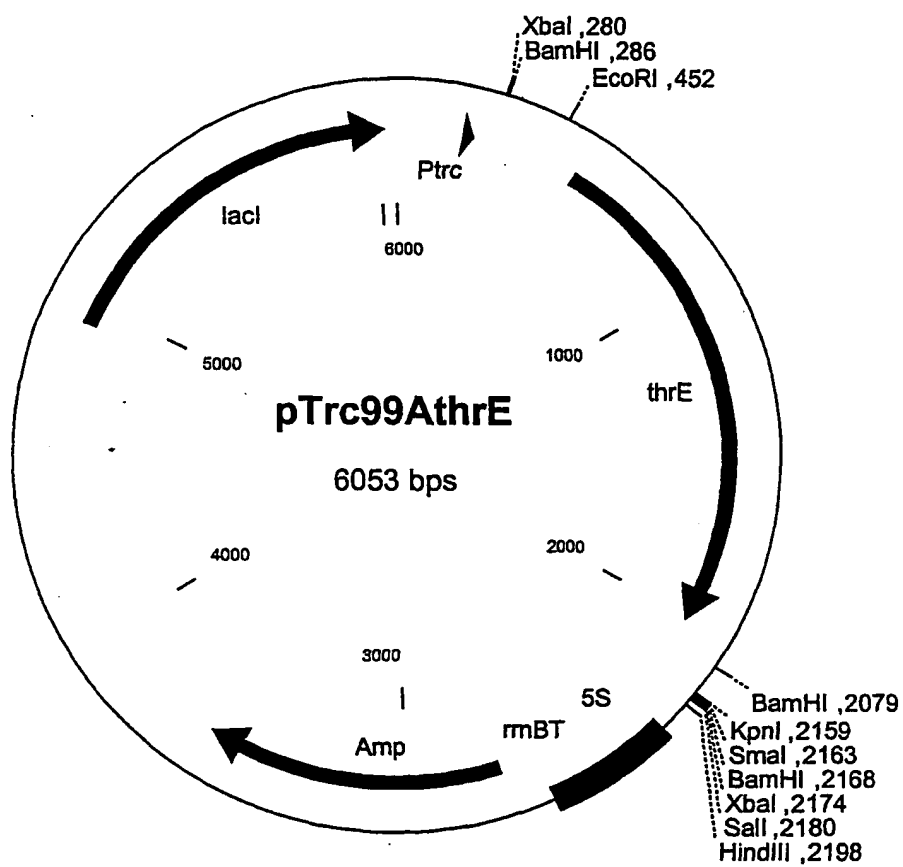 XbaI ,280
BamHI ,286
EcoRI ,452
Ptrc
lacI
6000
5000
1000
thrE
pTrc99AthrE
6053 bps
4000
2000
3000
5S
BamHI ,2079
rrnBT
KpnI ,2159
Amp
SmaI ,2163
BamHI ,2168
XbaI ,2174
SalI ,2180
HindIII ,2198